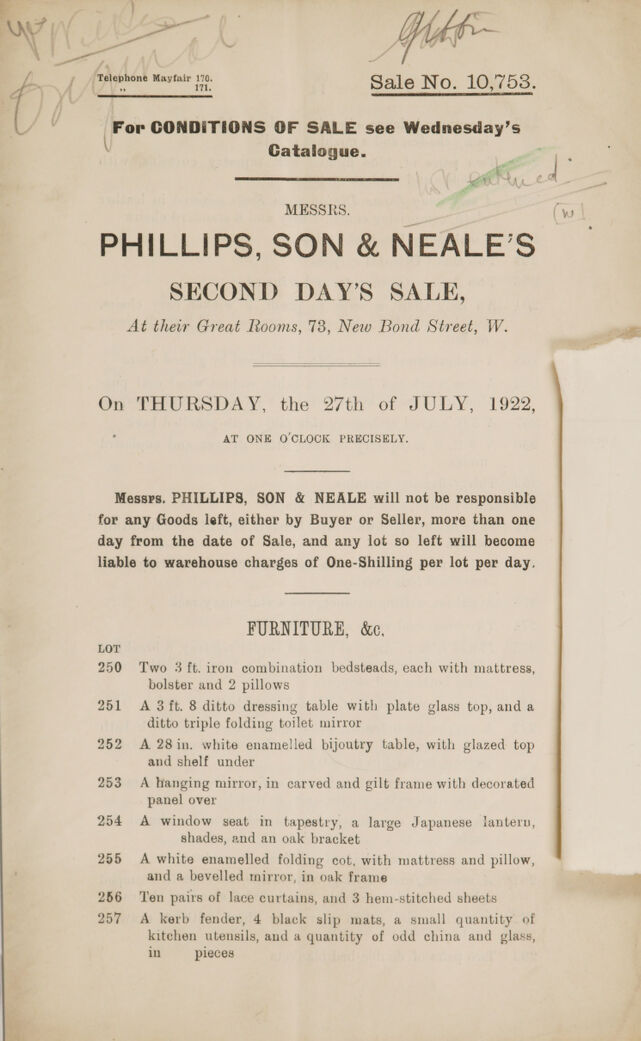 Mr Wilkes
Original
Telephone Mayfair 170.
„ 171.
Sale No. 10,753.
For CONDITIONS OF SALE see Wednesday's
Catalogue.
not entered
(W)
MESSRS.
PHILLIPS, SON & NEALE'S
SECOND DAY'S SALE,
At their Great Rooms, 73, New Bond Street, W.
On THURSDAY, the 27th of JULY, 1922,
AT ONE O'CLOCK PRECISELY.
Messrs. PHILLIPS, SON & NEALE will not be responsible
for any Goods left, either by Buyer or Seller, more than one
day from the date of Sale, and any lot so left will become
liable to warehouse charges of One-Shilling per lot per day.
FURNITURE, &c.
LOT
250 Two 3 ft. iron combination bedsteads, each with mattress,
bolster and 2 pillows
251 A 3 ft. 8 ditto dressing table with plate glass top, and a
ditto triple folding toilet mirror
252 A 28 in. white enamelled bijoutry table, with glazed top
and shelf under
253 A hanging mirror, in carved and gilt frame with decorated
panel over
254 A window seat in tapestry, a large Japanese lantern,
shades, and an oak bracket
255 A white enamelled folding cot, with mattress and pillow,
and a bevelled mirror, in oak frame
256 Ten pairs of lace curtains, and 3 hem-stitched sheets
257 A kerb fender, 4 black slip mats, a small quantity of
kitchen utensils, and a quantity of odd china and glass,
in pieces